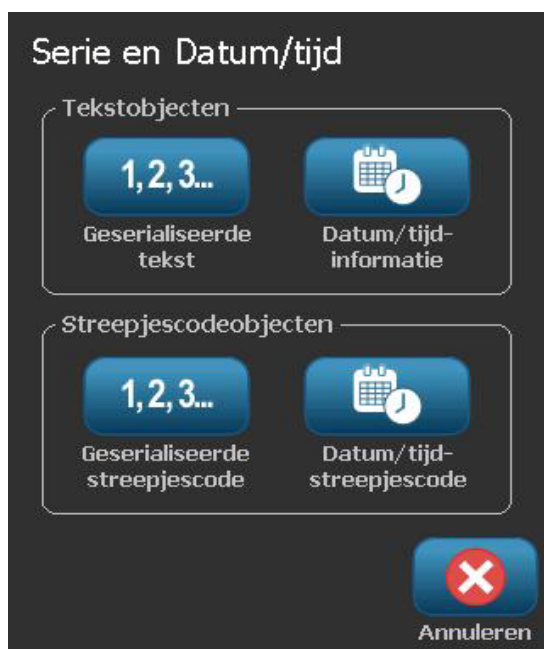 Serie en Datum/tijd
Tekstobjecten
1,2,3...
Geserialiseerde
tekst
Datum/tijd-
informatie
Streepjescodeobjecten
1,2,3...
Geserialiseerde
streepjescode
Datum/tijd-
streepjescode
Annuleren